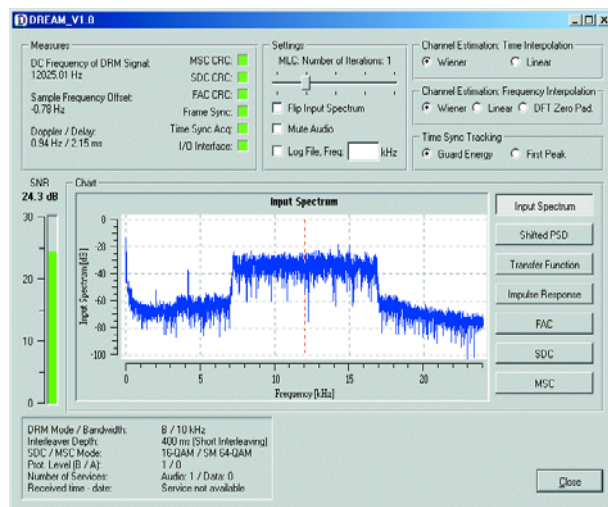 DREAM_V1.0
Measures
DC Frequency of DRM Signal:
12025.01 Hz
Sample Frequency Offset:
-0.78 Hz
Doppler / Delay:
0.94 Hz / 2.15 ms
MSC CRC:
SDC CRC:
FAC CRC:
Frame Sync:
Time Sync Acq:
I/O Interface:
Settings
MLC: Number of Iterations: 1
Flip Input Spectrum
Mute Audio
Log File, Freq: kHz
Channel Estimation: Time Interpolation
Wiener Linear
Channel Estimation: Frequency Interpolation
Wiener Linear DFT Zero Pad.
Time Sync Tracking
Guard Energy First Peak
SNR
24.3 dB
30
20
10
0
Chart
Input Spectrum
Input Spectrum [dB]
0
-20
-40
-60
-80
-100
0 5 10 15 20
Frequency [kHz]
Input Spectrum
Shifted PSD
Transfer Function
Impulse Response
FAC
SDC
MSC
DRM Mode / Bandwidth: B / 10 kHz
Interleaver Depth: 400 ms (Short Interleaving)
SDC / MSC Mode: 16-QAM / SM 64-QAM
Prot. Level (B / A): 1 / 0
Number of Services: Audio: 1 / Data: 0
Received time - date: Service not available
Close